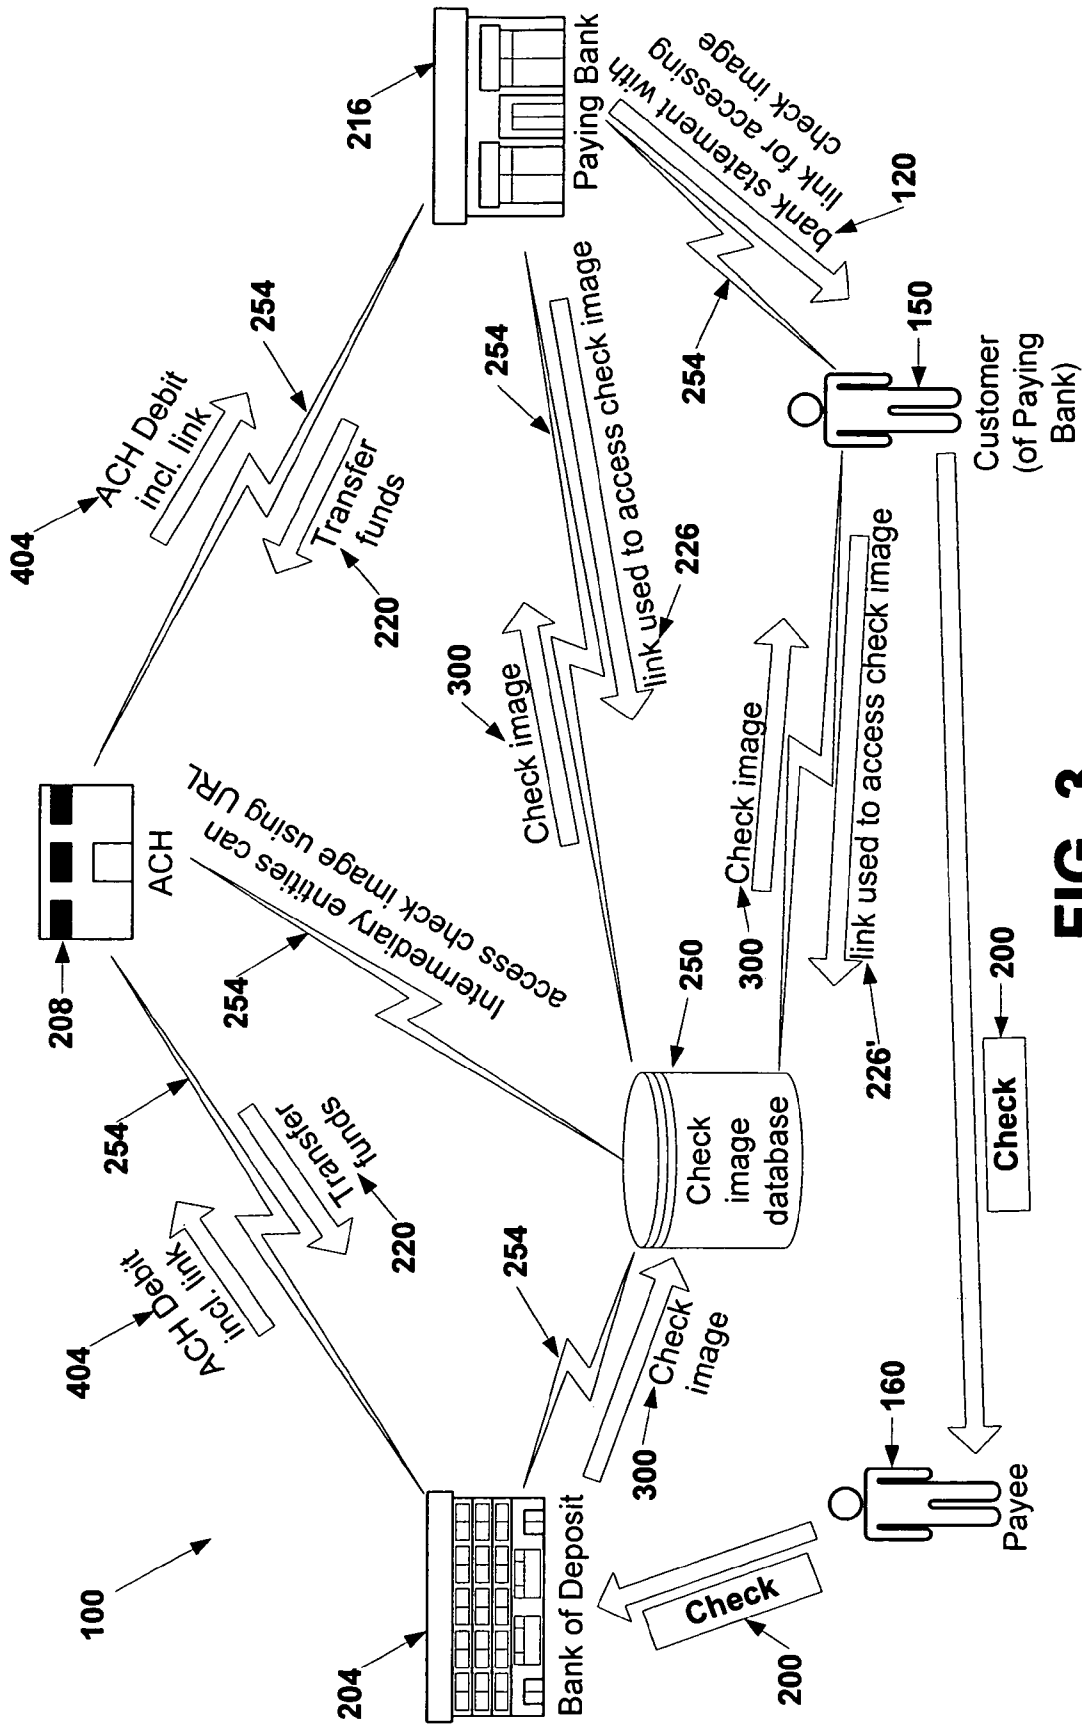 100
204
Bank of Deposit
Check
200
160
Payee
404
ACH Debit
incl. link
254
Transfer
funds
220
254
300
Check
image
208
ACH
254
Intermediary entities can
access check image using URL
250
Check
image
database
404
ACH Debit
incl. link
254
Transfer
funds
220
216
Paying Bank
300
Check image
254
link used to access check image
226
bank statement with
link for accessing
check image
120
254
150
Customer
(of Paying
Bank)
300
Check image
link used to access check image
226'
Check
200
FIG. 3